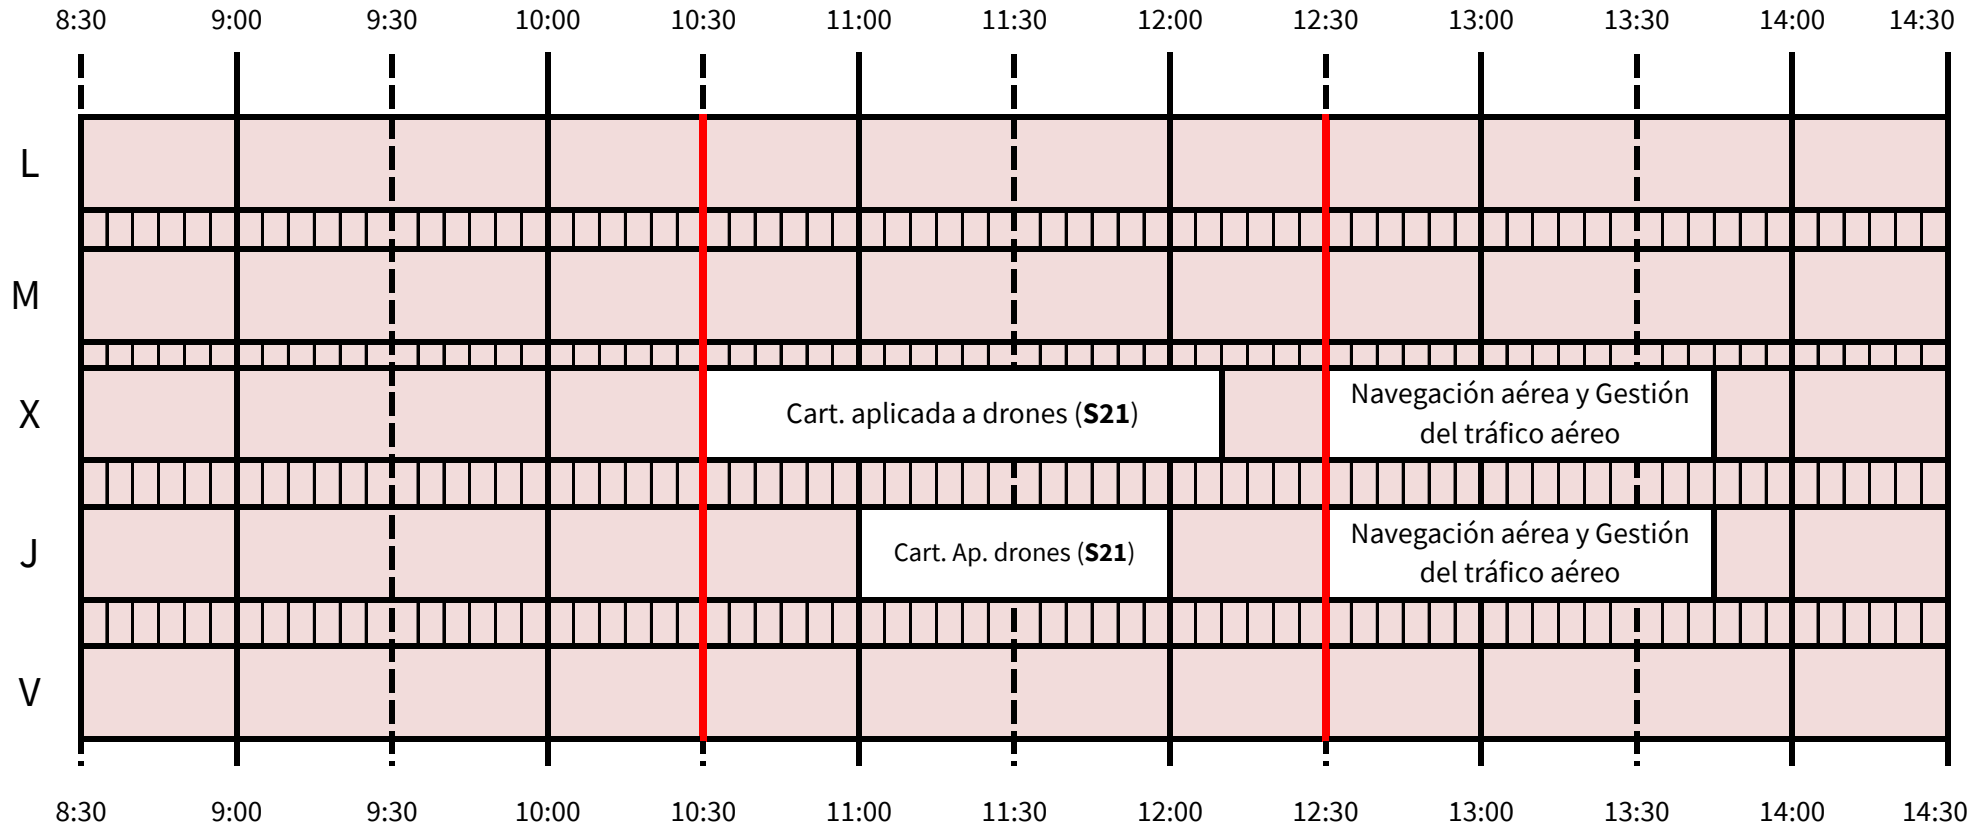 8:30 9:00 9:30 10:00 10:30 11:00 11:30 12:00 12:30 13:00 13:30 14:00 14:30
L
M
X
Cart. aplicada a drones (S21)
Navegación aérea y Gestión
del tráfico aéreo
J
Cart. Ap. drones (S21)
Navegación aérea y Gestión
del tráfico aéreo
V
8:30 9:00 9:30 10:00 10:30 11:00 11:30 12:00 12:30 13:00 13:30 14:00 14:30